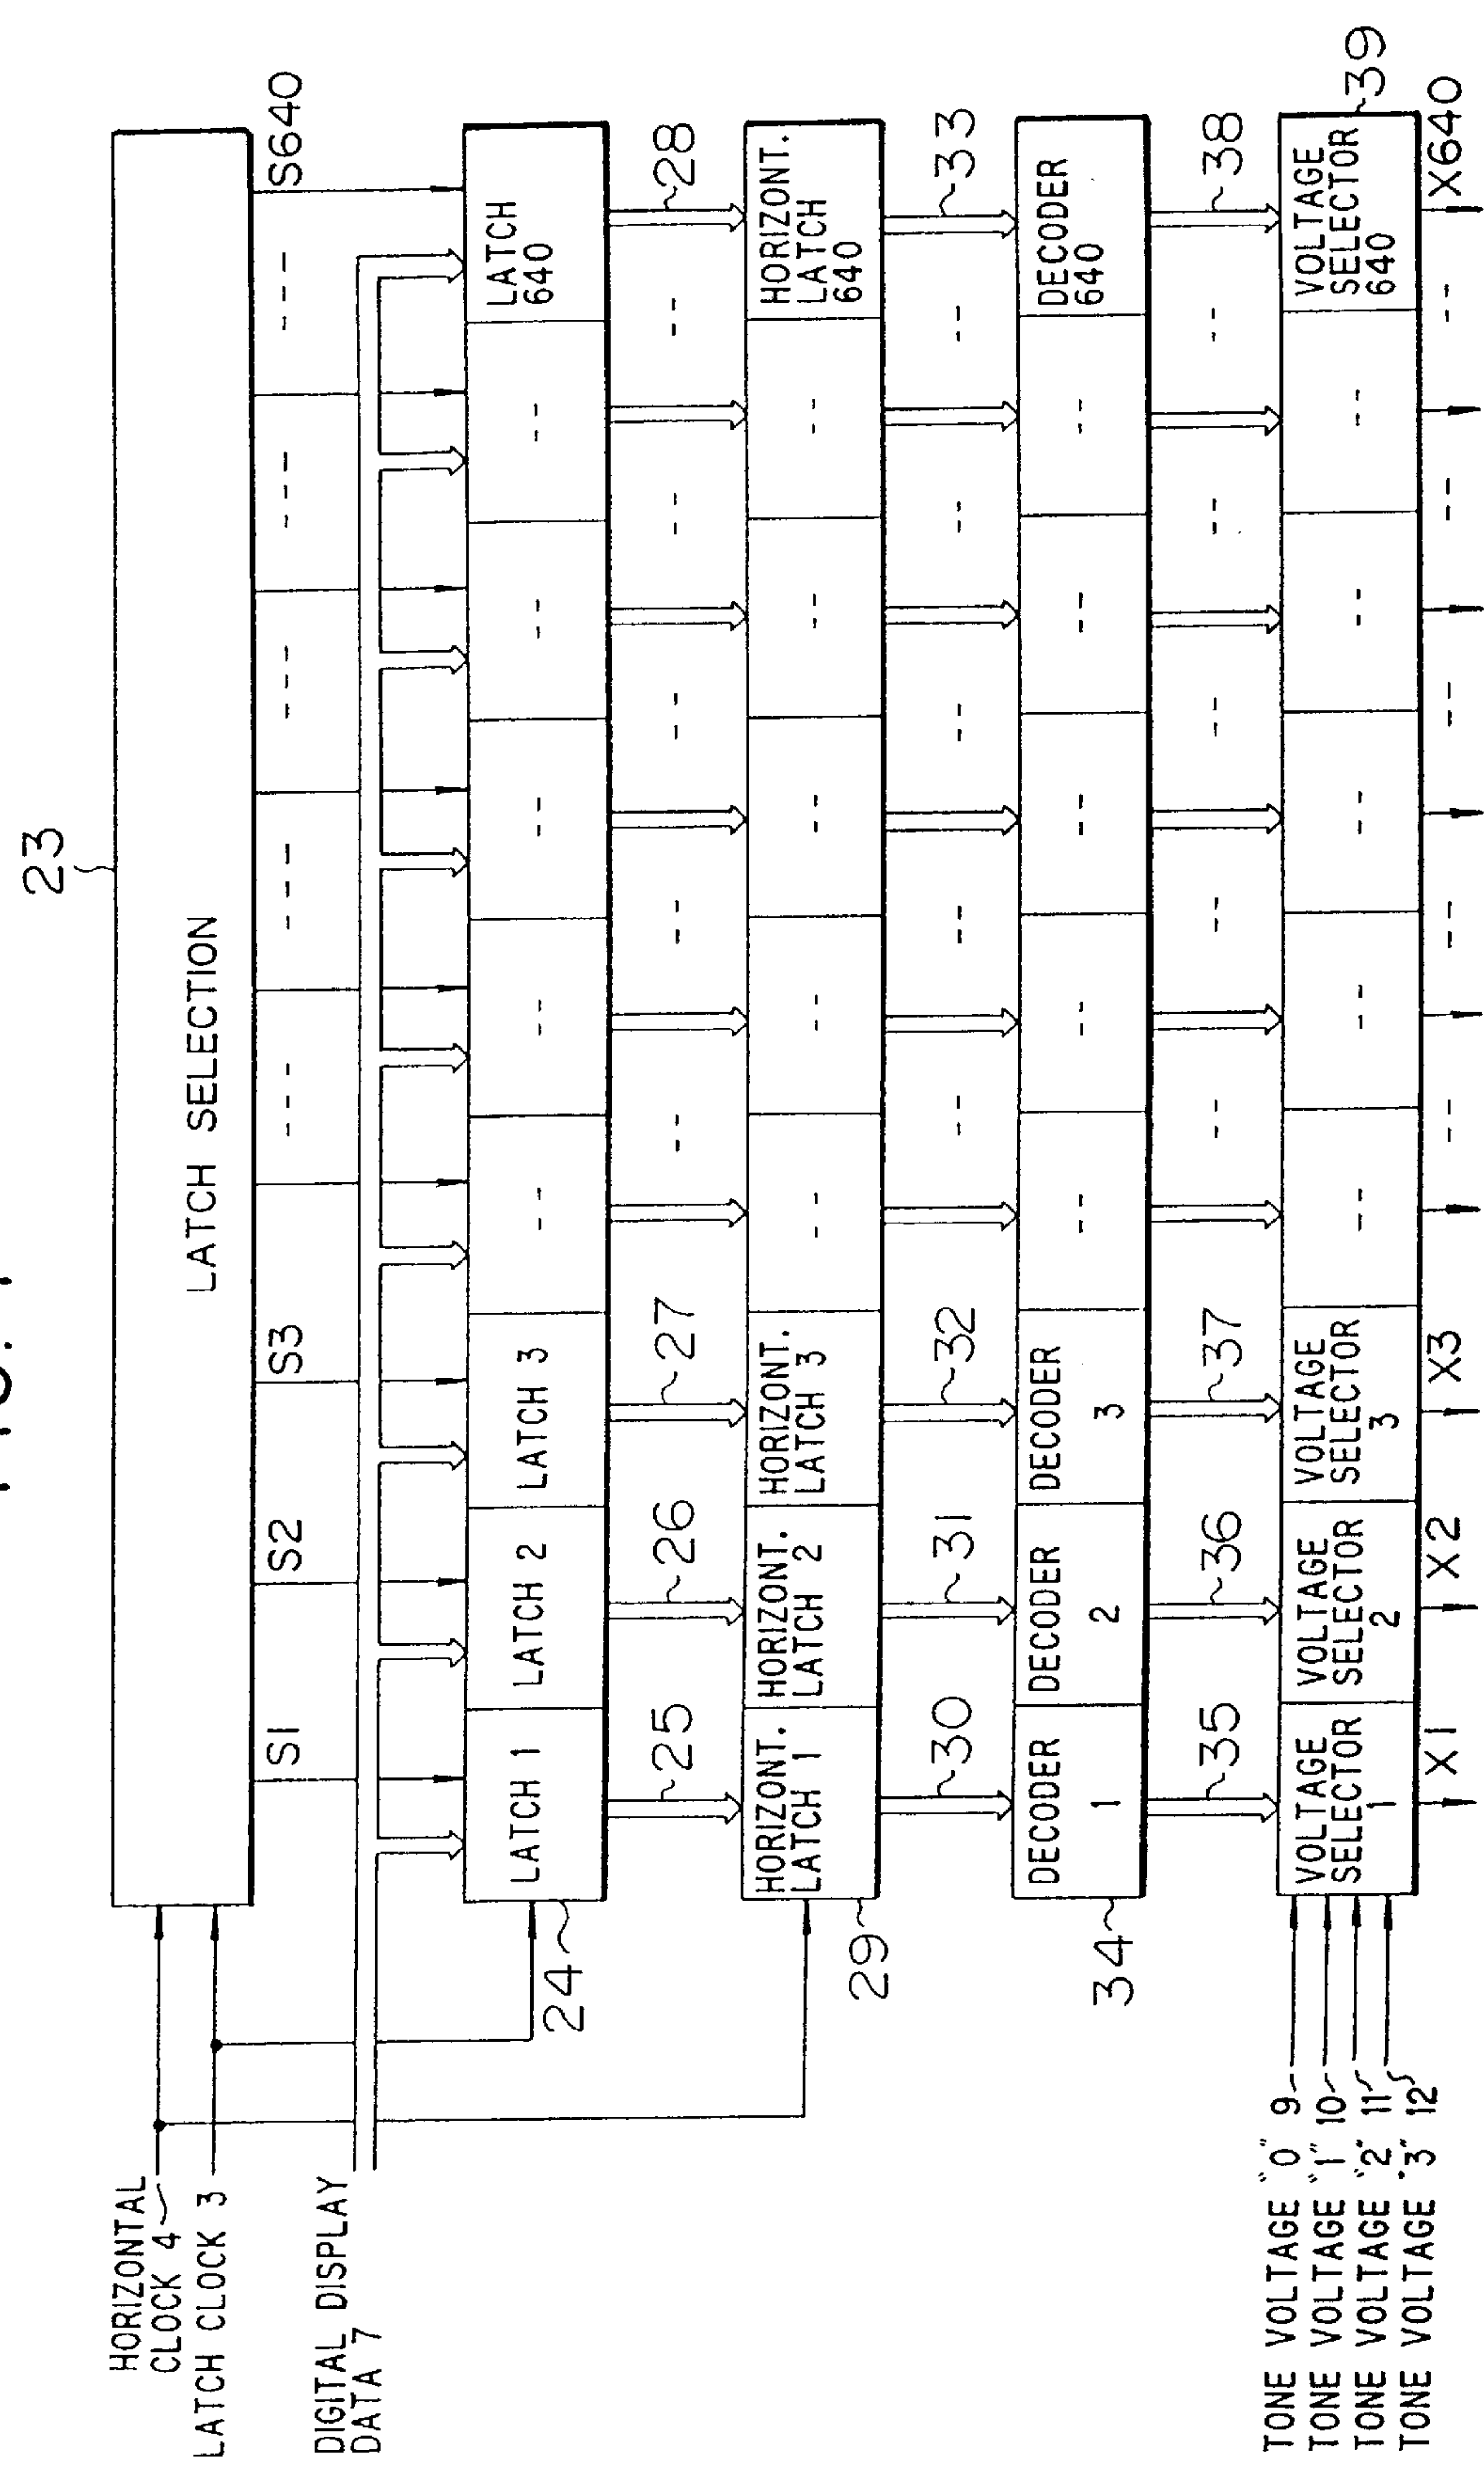 23
LATCH SELECTION
HORIZONTAL
CLOCK 4
LATCH CLOCK 3
DIGITAL DISPLAY
DATA 7
S1
S2
S3
--- --- --- --- ---
S640
24
LATCH 1
LATCH 2
LATCH 3
-- -- -- -- --
LATCH
640
25
26
27
-- -- -- -- --
28
29
HORIZONT.
LATCH 1
HORIZONT.
LATCH 2
HORIZONT.
LATCH 3
-- -- -- -- --
HORIZONT.
LATCH
640
30
31
32
-- -- -- -- --
33
34
DECODER
1
DECODER
2
DECODER
3
-- -- -- -- --
DECODER
640
35
36
37
-- -- -- -- --
38
TONE VOLTAGE "0" 9
TONE VOLTAGE "1" 10
TONE VOLTAGE "2" 11
TONE VOLTAGE "3" 12
VOLTAGE
SELECTOR
1
VOLTAGE
SELECTOR
2
VOLTAGE
SELECTOR
3
-- -- -- -- --
VOLTAGE
SELECTOR
640
39
X1
X2
X3
-- -- -- -- --
X640